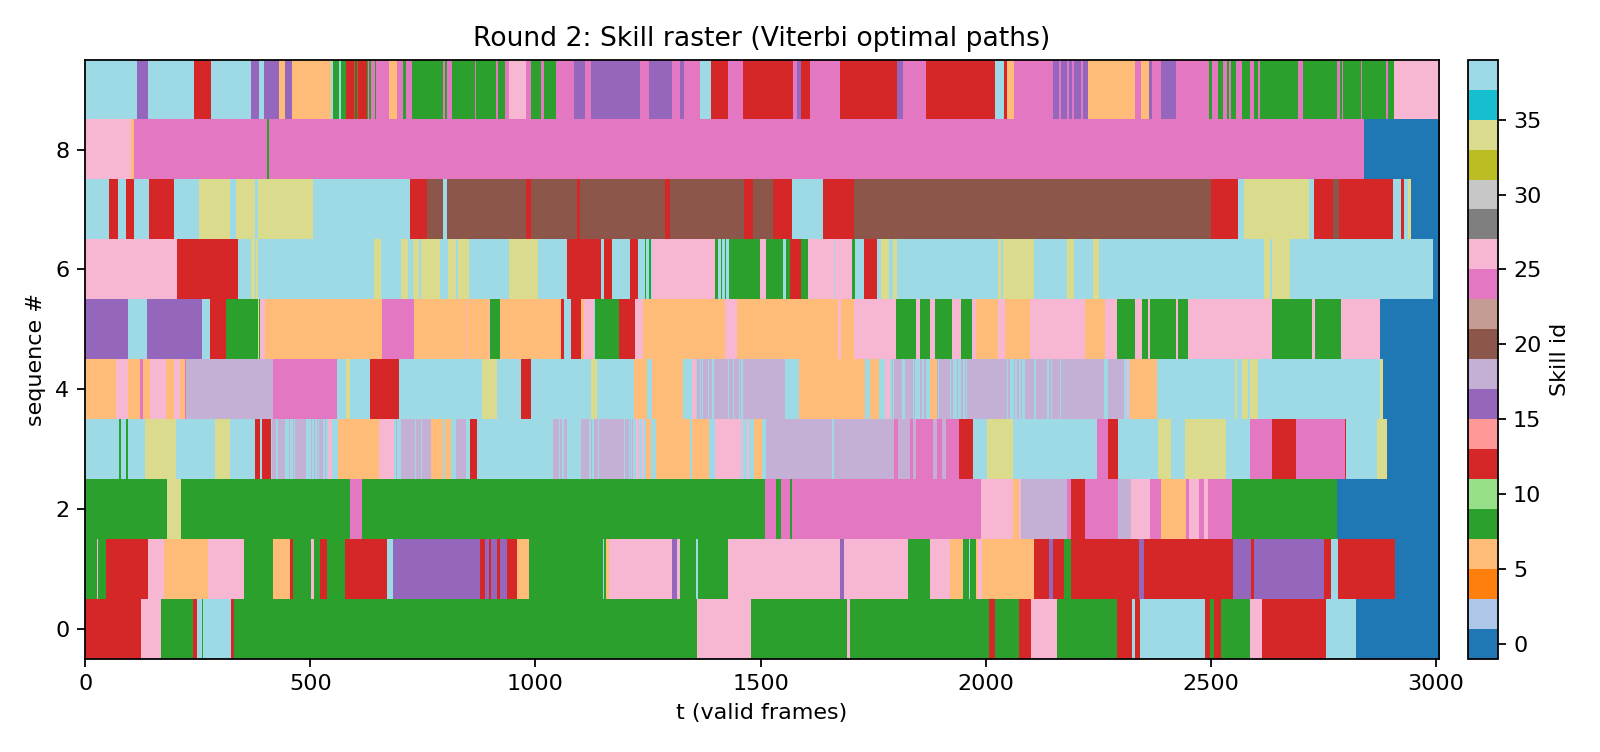 Round 2: Skill raster (Viterbi optimal paths)
sequence #
8
6
4
2
0
0 500 1000 1500 2000 2500 3000
t (valid frames)
35
30
25
20
15
10
5
0
Skill id